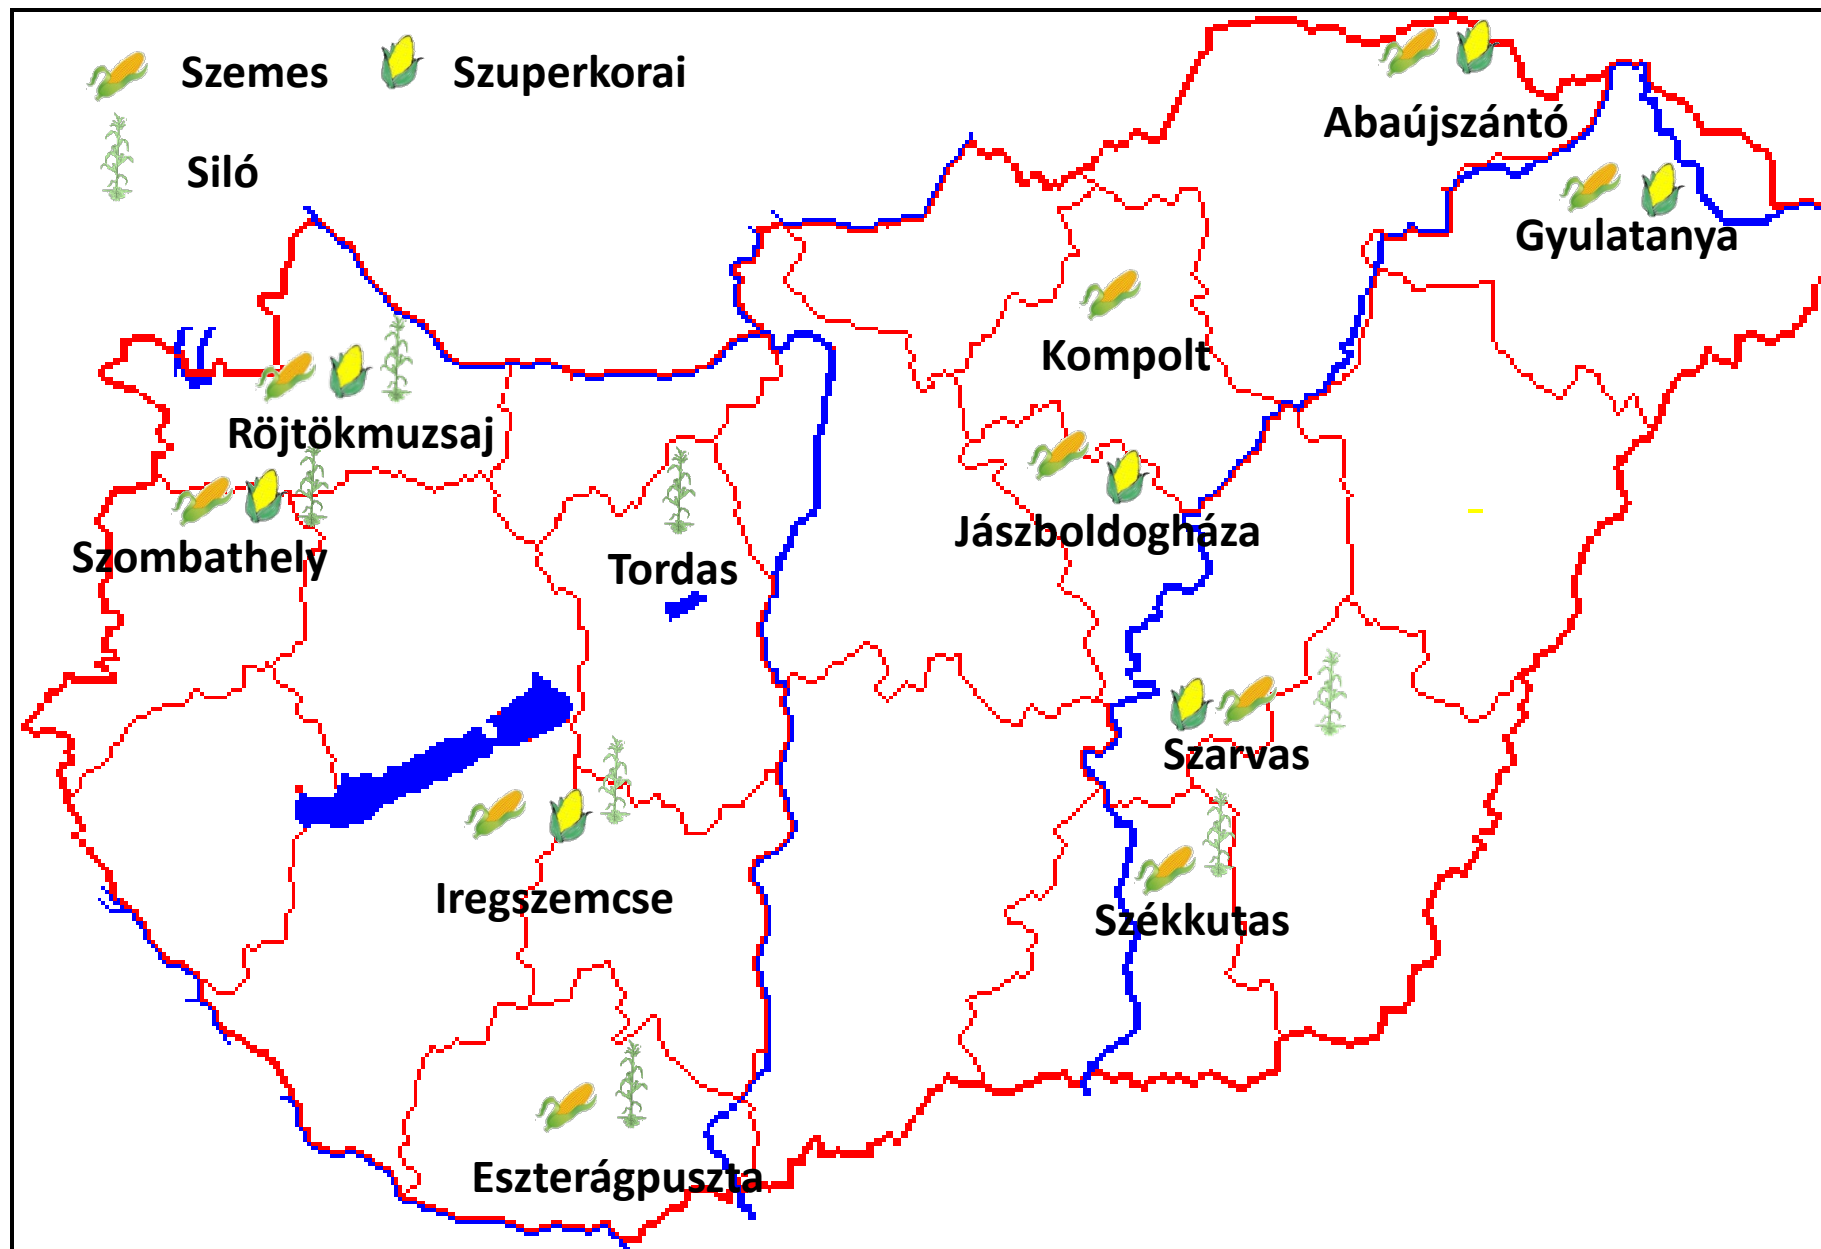 Szemes
Szuperkorai
Siló
Abaújszántó
Gyulatanya
Kompolt
Röjtökmuzsaj
Jászboldogháza
Szombathely
Tordas
Szarvas
Iregszemcse
Székkutas
Eszterágpuszta